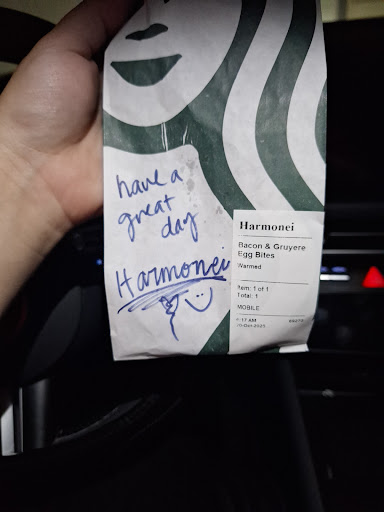 have a
great
day
Harmonei
Harmonei
Bacon & Gruyere
Egg Bites
Warmed
Item: 1 of 1
Total: 1
MOBILE